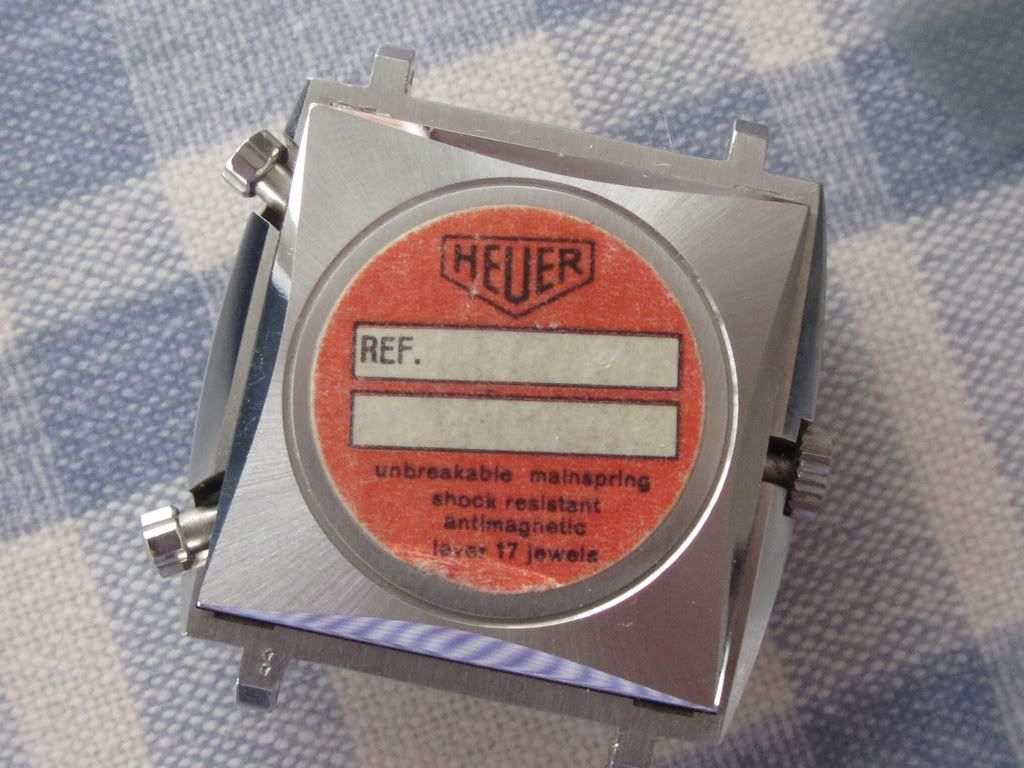 HEUER
REF.
unbreakable mainspring
shock resistant
antimagnetic
lever 17 jewels